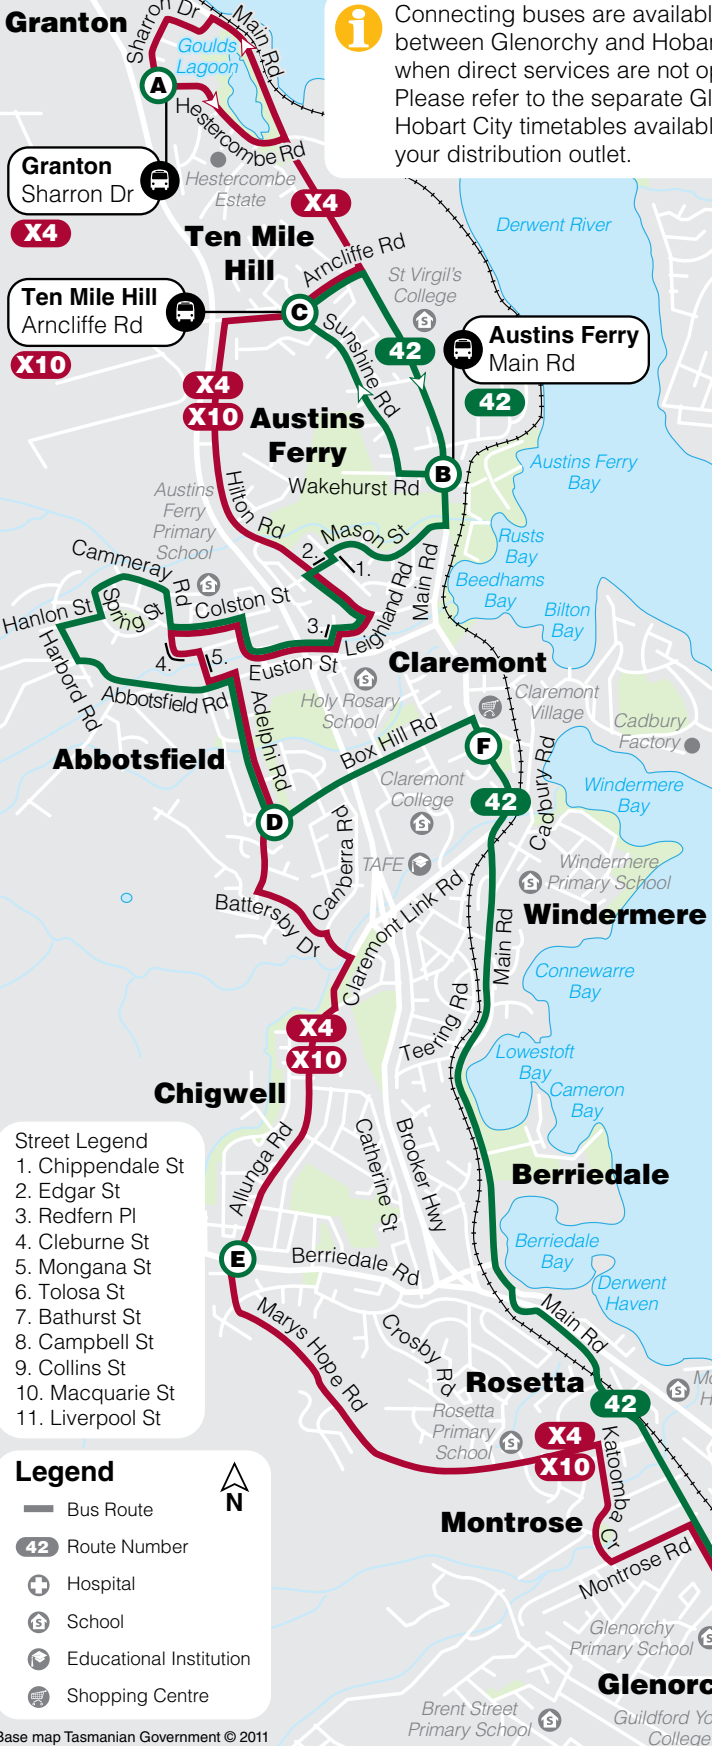 Granton
Sharron Dr
Main Rd
Goulds
Lagoon
A
Hestercombe Rd
Hestercombe
Estate
i
Connecting buses are
between Glenorchy and
when direct services are not
Please refer to the separate
Hobart City timetables
your distribution outlet.
Granton
Sharron Dr
X4
X4
Derwent River
Ten Mile
Hill
Arncliffe Rd
St Virgil's
College
Ten Mile Hill
Arncliffe Rd
X10
C
Sunshine Rd
42
Austins Ferry
Main Rd
42
X4
X10
Austins
Ferry
B
Wakehurst Rd
Austins Ferry
Bay
Hilton Rd
Austins
Ferry
Primary
School
Mason St
Main Rd
Rusts
Bay
2.
1.
Cammeray Rd
Beedhams
Bay
Bilton
Bay
Hanlon St
Spring St
Colston St
3.
Leighland Rd
Harbord Rd
4.
5.
Euston St
Claremont
Abbotsfield Rd
Adelphi Rd
Holy Rosary
School
Claremont
Village
Cadbury
Factory
Abbotsfield
Box Hill Rd
F
Cadbury Rd
Claremont
College
42
Windermere
Bay
D
Canberra Rd
TAFE
Windermere
Primary School
Battersby Dr
Claremont Link Rd
Windermere
Main Rd
Connewarre
Bay
X4
X10
Teering Rd
Lowestoft
Bay
Cameron
Bay
Chigwell
Street Legend
1. Chippendale St
2. Edgar St
3. Redfern Pl
4. Cleburne St
5. Mongana St
6. Tolosa St
7. Bathurst St
8. Campbell St
9. Collins St
10. Macquarie St
11. Liverpool St
Allunga Rd
Catherine St
Brooker Hwy
Berriedale
E
Berriedale Rd
Berriedale
Bay
Derwent
Haven
Marys Hope Rd
Crosby Rd
Main Rd
Rosetta
42
Rosetta
Primary
School
X4
X10
Katoomba Cr
Montrose
Montrose Rd
Legend
N
Bus Route
42 Route Number
Hospital
School
Educational Institution
Shopping Centre
Glenorchy
Primary School
Brent Street
Primary School
Guildford
College
Base map Tasmanian Government © 2011